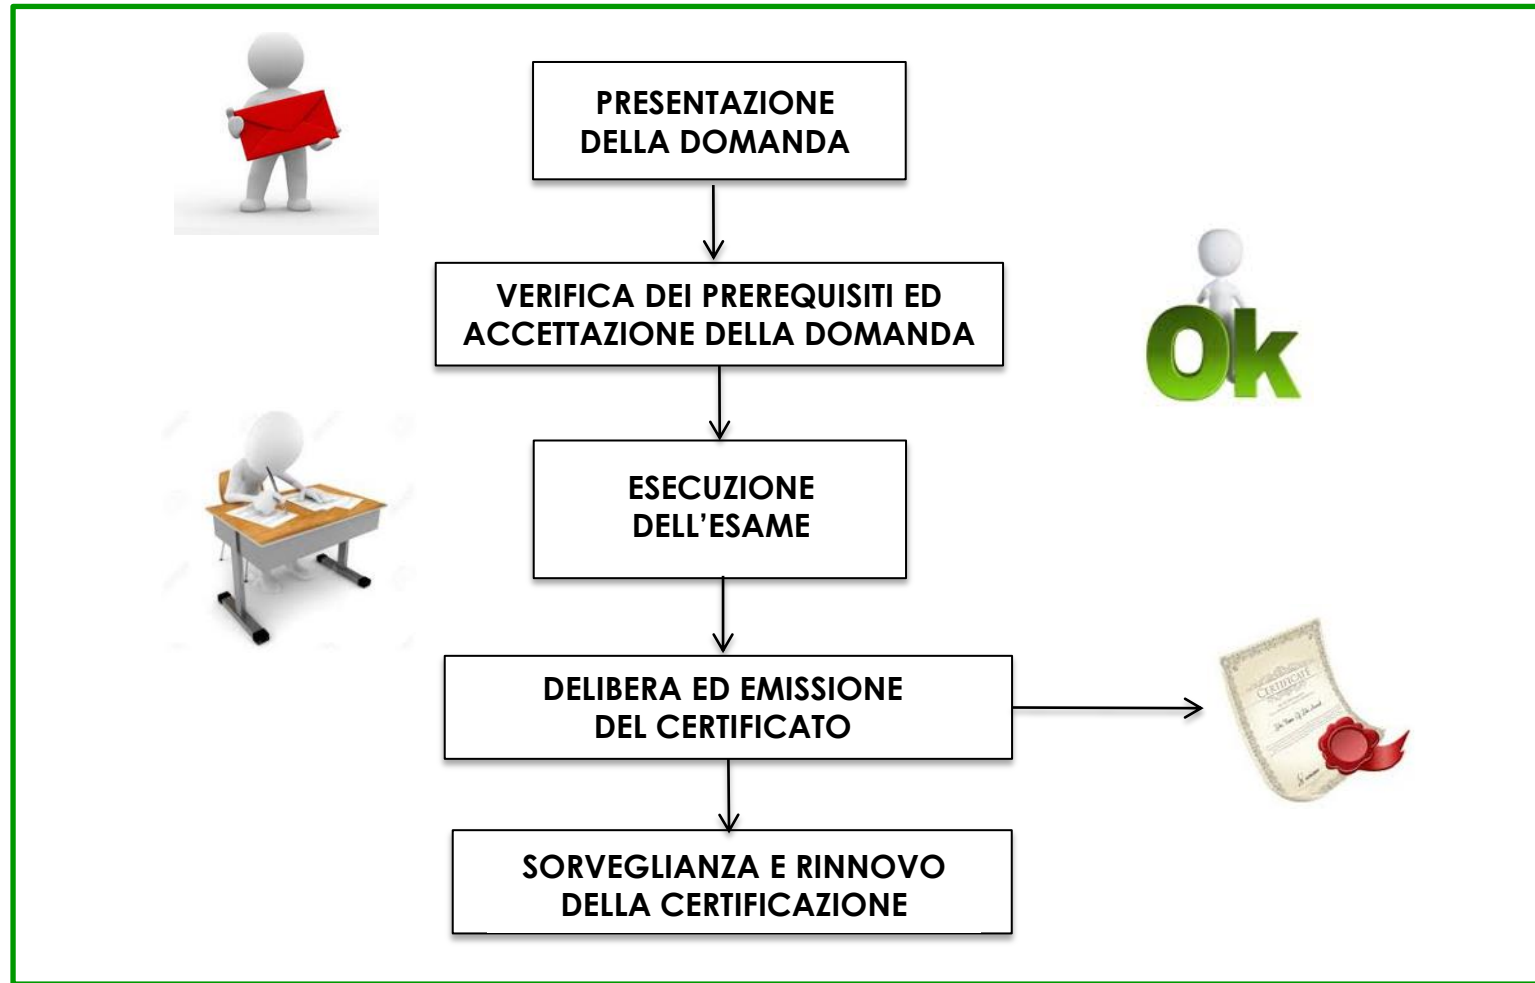 PRESENTAZIONE
DELLA DOMANDA
VERIFICA DEI PREREQUISITI ED
ACCETTAZIONE DELLA DOMANDA
Ok
ESECUZIONE
DELL’ESAME
DELIBERA ED EMISSIONE
DEL CERTIFICATO
CERTIFICATE
SORVEGLIANZA E RINNOVO
DELLA CERTIFICAZIONE